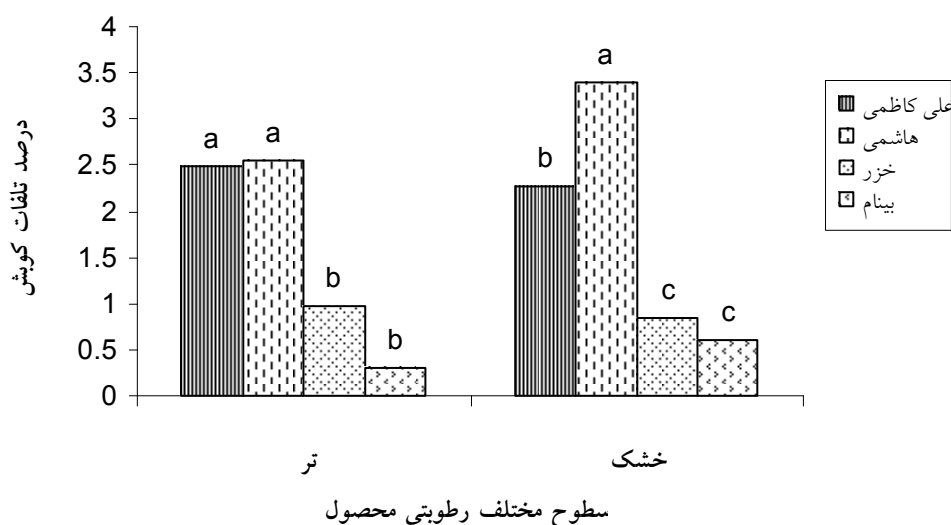 4
3.5
3
2.5
2
1.5
1
0.5
0
درصد تلفات کوبش
a
a
b
b
b
a
c
c
تر
خشک
سطوح مختلف رطوبتی محصول
علی کاظمی
هاشمی
خزر
بینام